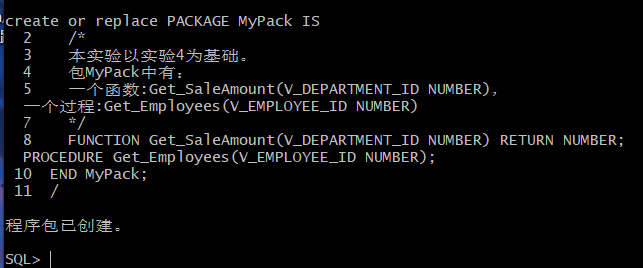 create or replace PACKAGE MyPack IS
2 /*
3 本实验以实验4为基础。
4 包MyPack中有:
5 一个函数:Get_SaleAmount(V_DEPARTMENT_ID NUMBER),
一个过程:Get_Employees(V_EMPLOYEE_ID NUMBER)
7 */
8 FUNCTION Get_SaleAmount(V_DEPARTMENT_ID NUMBER) RETURN NUMBER;
PROCEDURE Get_Employees(V_EMPLOYEE_ID NUMBER);
10 END MyPack;
11 /
程序包已创建。
SQL>